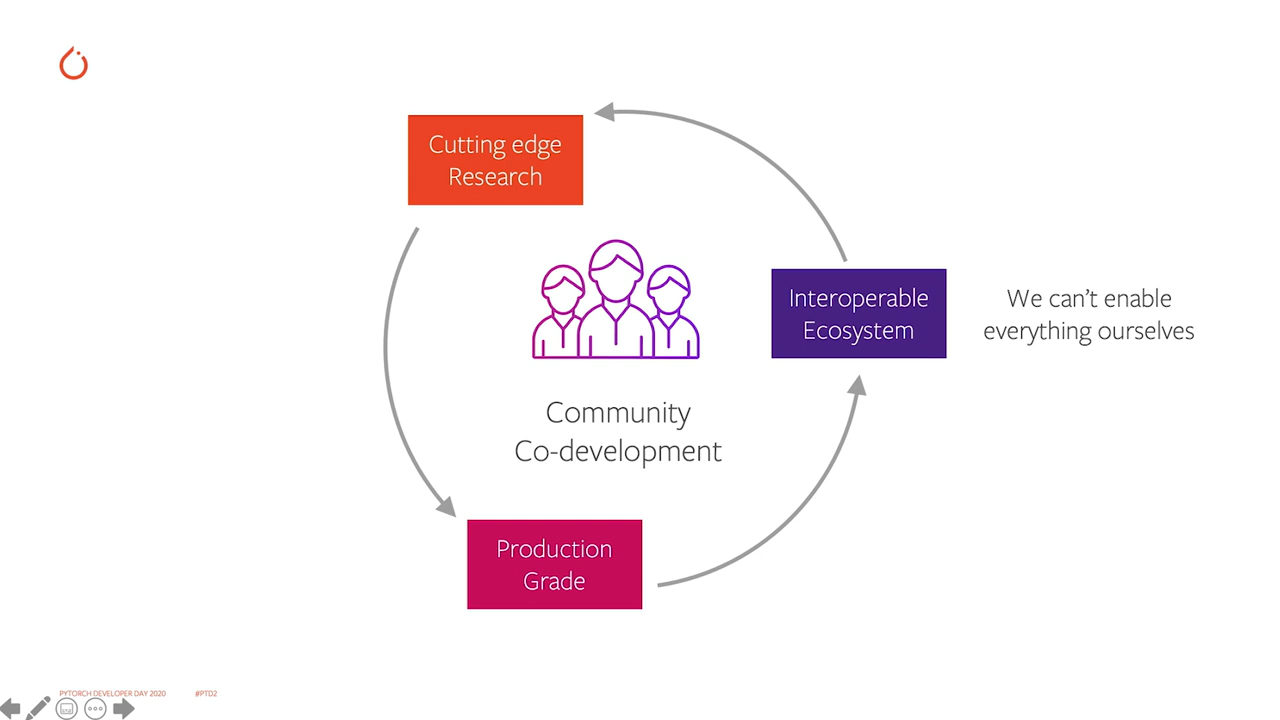 Cutting edge
Research
Interoperable
Ecosystem
We can’t enable
everything ourselves
Community
Co-development
Production
Grade
PYTORCH DEVELOPER DAY 2020
#PTD2